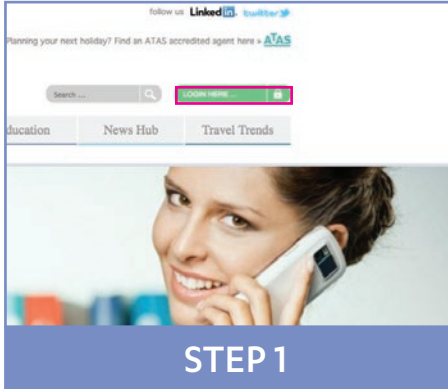 follow us Linked in. twitter
Planning your next holiday? Find an ATAS accredited agent here » ATAS
Search ...
LOGIN HERE ...
ducation News Hub Travel Trends
STEP 1